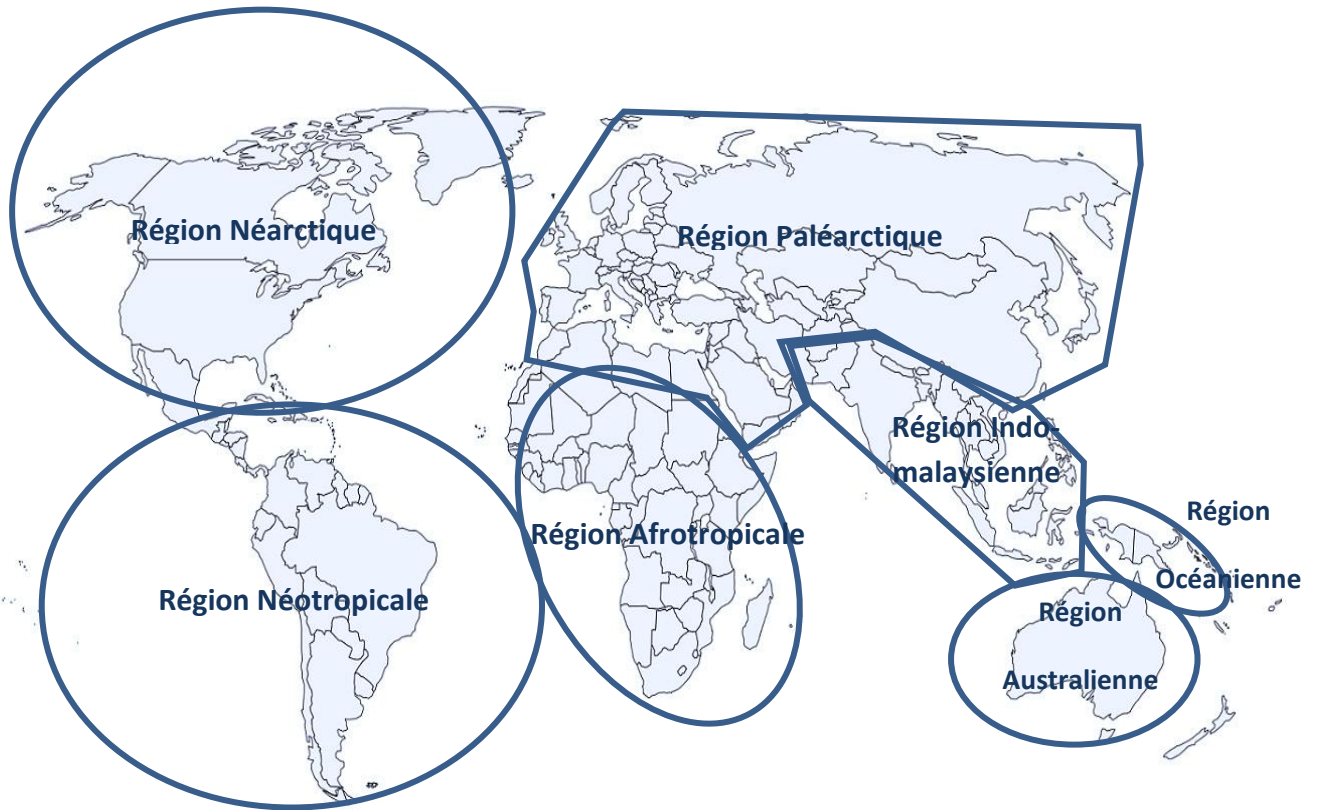 Région Néarctique
Région Paléarctique
Région Indo-
malaysienne
Région
Région Afrotropicale
Océanienne
Région Néotropicale
Région
Australienne